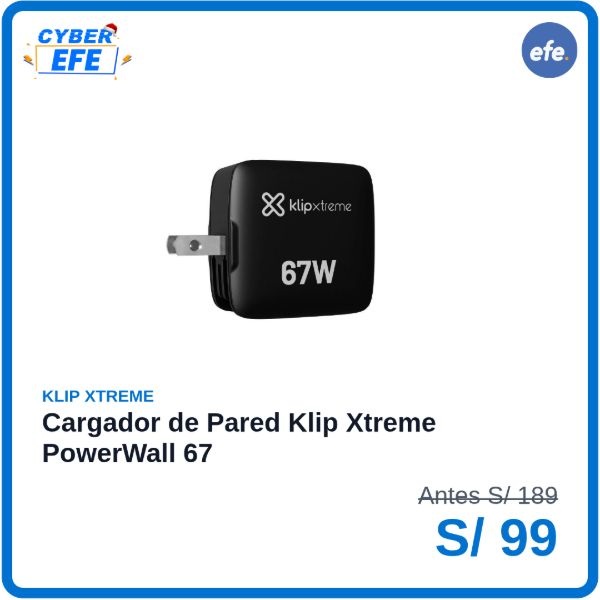 CYBER
EFE
efe.
klipxtreme
67W
KLIP XTREME
Cargador de Pared Klip Xtreme
PowerWall 67
Antes S/ 189
S/ 99